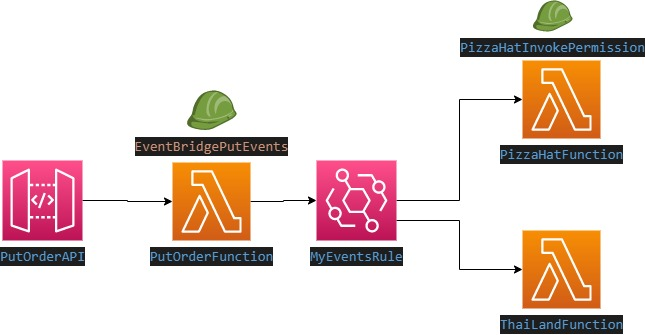 PizzaHatInvokePermission
EventBridgePutEvents
PizzaHatFunction
PutOrderAPI
PutOrderFunction
MyEventsRule
ThaiLandFunction